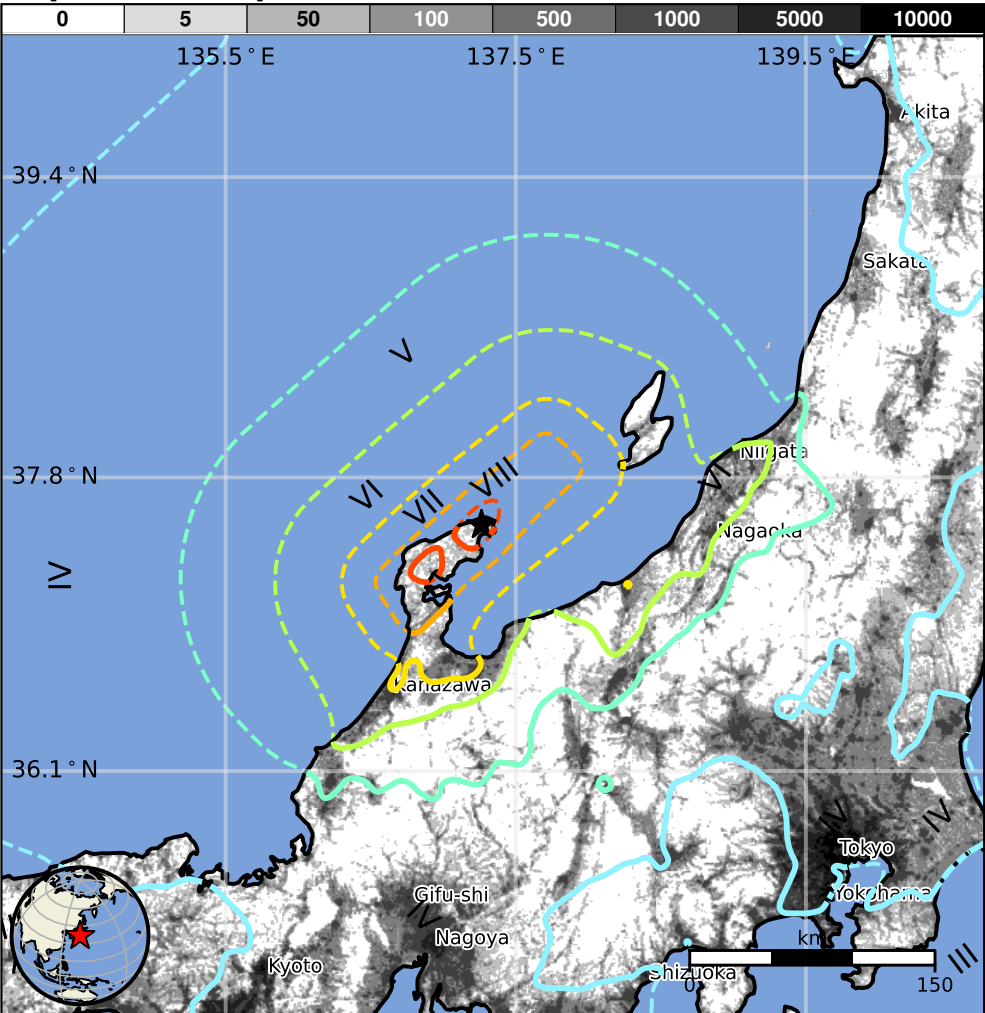 0 5 50 100 500 1000 5000 10000
135.5°E 137.5°E 139.5°E
Akita
39.4°N
Sakata
V
Niigata
VI
37.8°N
VI VII VIII
Nagaoka
IV
Kanazawa
36.1°N
IV IV
Tokyo
Gifu-shi
Yokohama
IV
Nagoya
km
Kyoto
III
Shizuoka
0 150